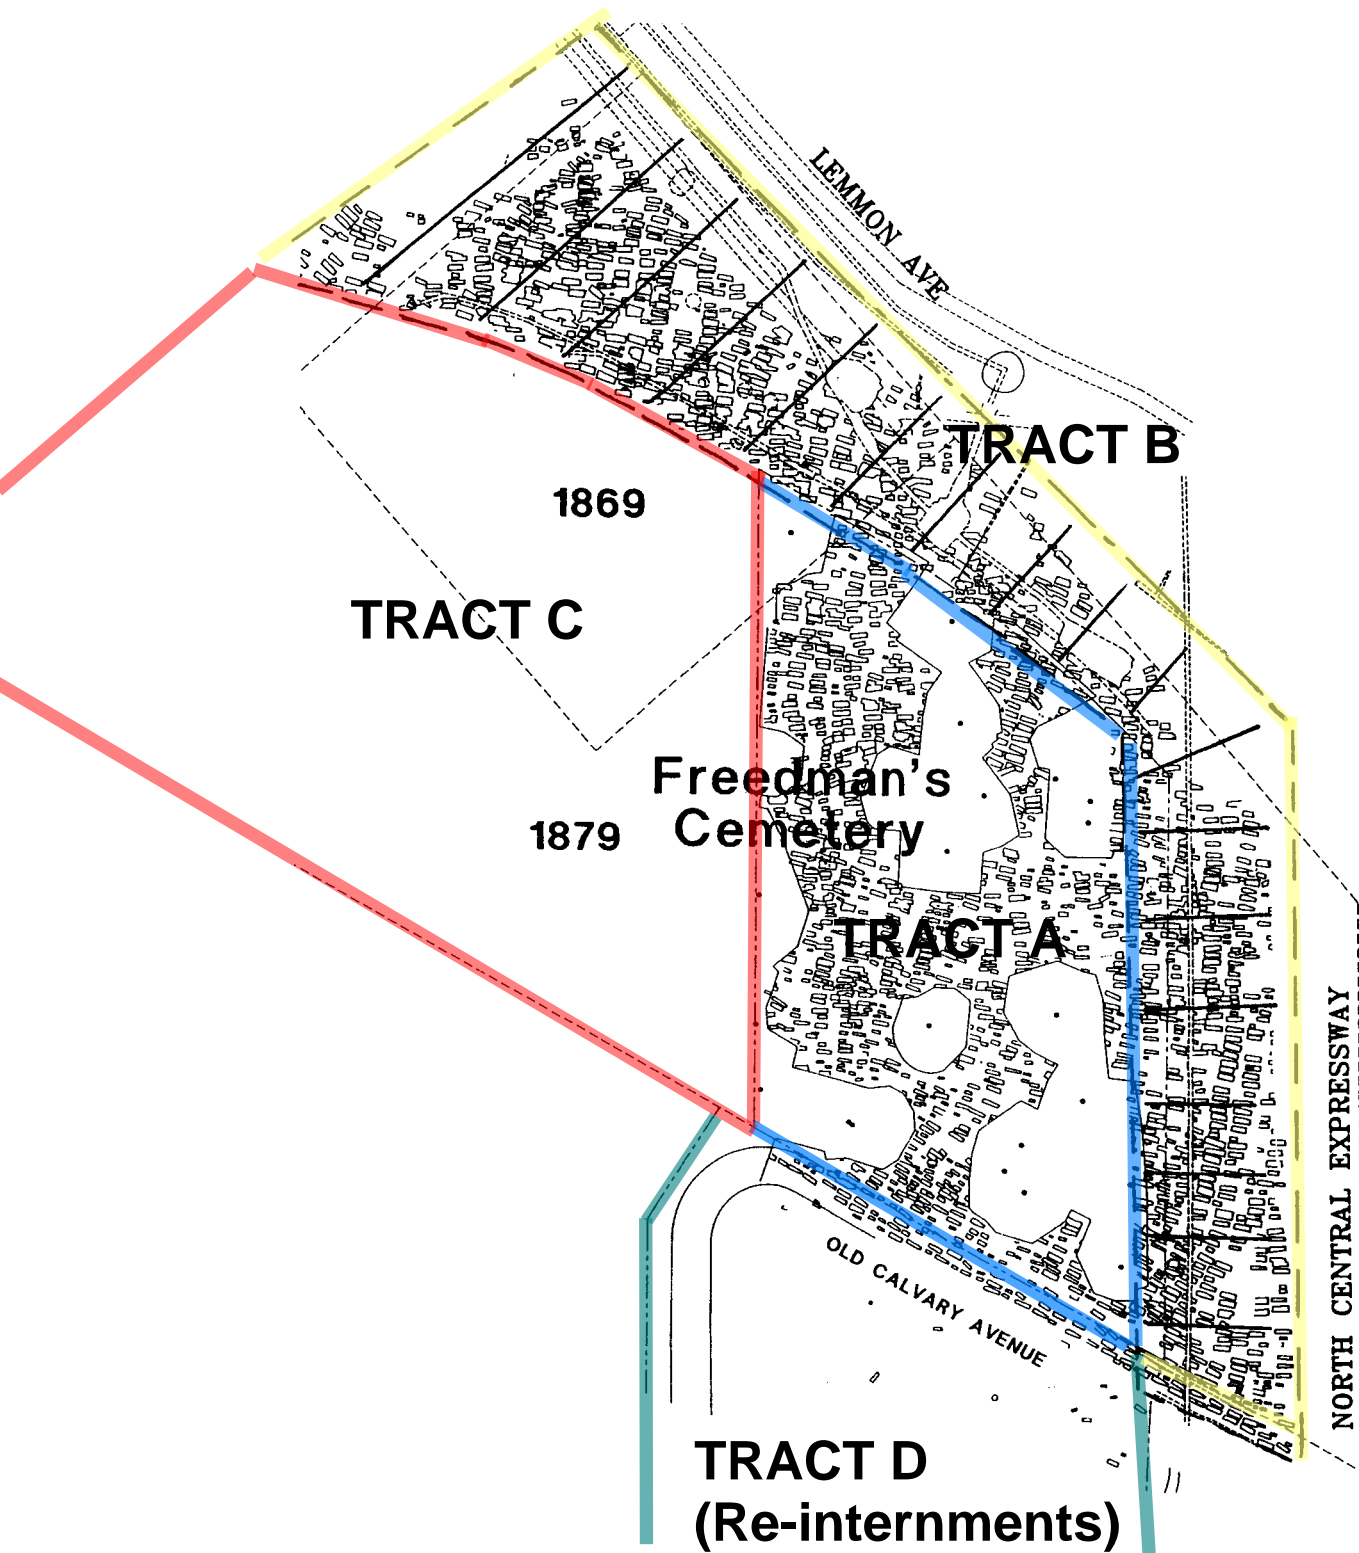 LEMMON AVE
TRACT B
1869
TRACT C
Freedman's
Cemetery
1879
TRACT A
NORTH CENTRAL EXPRESSWAY
OLD CALVARY AVENUE
TRACT D
(Re-internments)